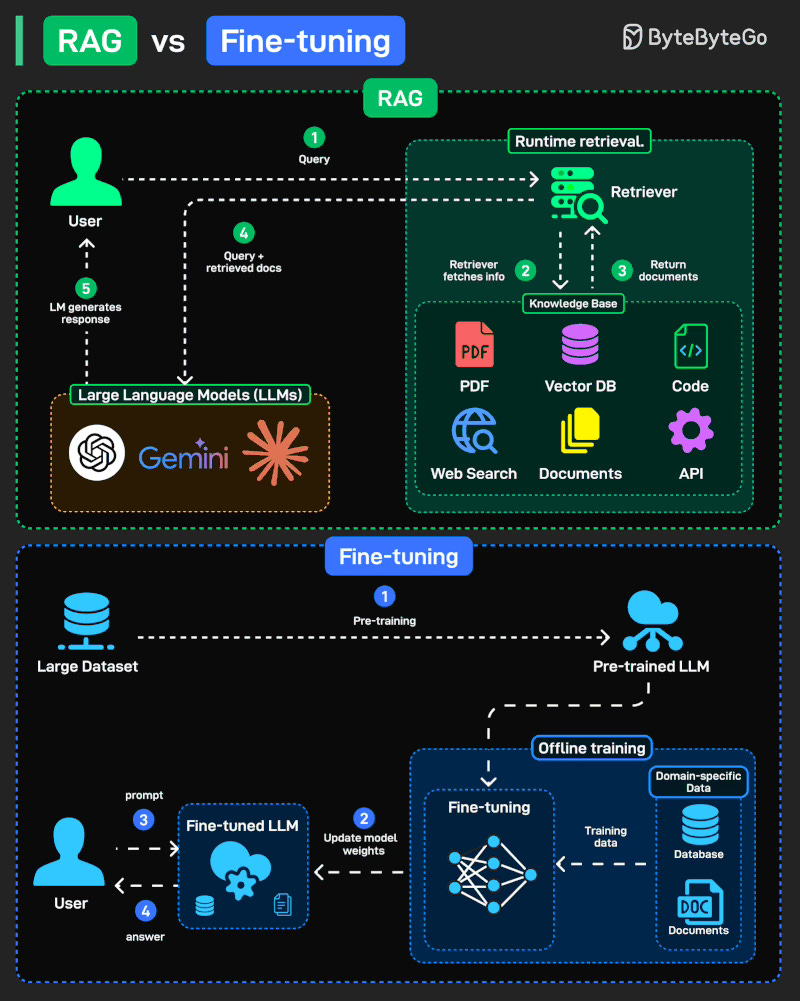 RAG vs Fine-tuning
ByteByteGo
RAG
1
Query
Runtime retrieval.
Retriever
User
4
Query +
retrieved docs
Retriever
fetches info
2
3
Return
documents
5
LM generates
response
Knowledge Base
PDF
PDF
Vector DB
</>
Code
Web Search
Documents
API
Large Language Models (LLMs)
Gemini
Fine-tuning
1
Pre-training
Large Dataset
Pre-trained LLM
Offline training
Domain-specific
Data
Fine-tuning
Training
data
Database
DOC
Documents
2
Update model
weights
Fine-tuned LLM
prompt
3
User
4
answer